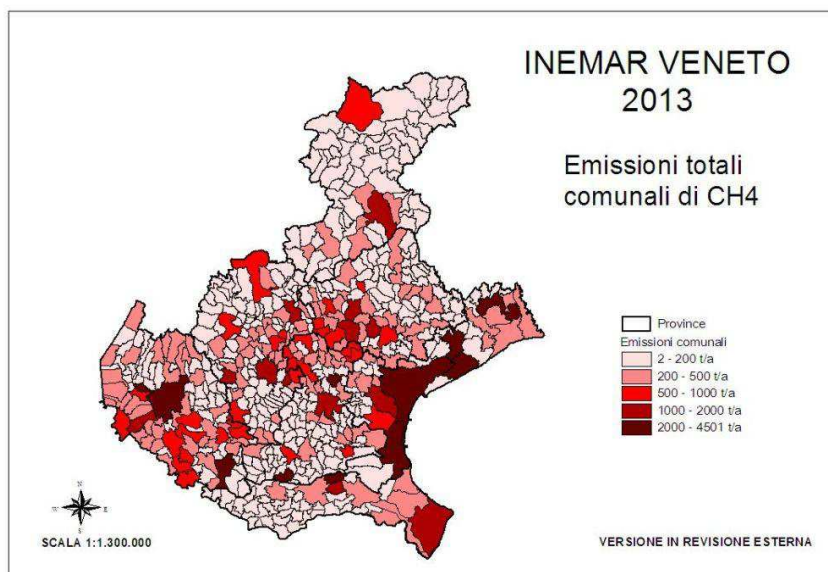 INEMAR VENETO
2013
Emissioni totali
comunali di CH4
Province
Emissioni comunali
2 - 200 t/a
200 - 500 t/a
500 - 1000 t/a
1000 - 2000 t/a
2000 - 4501 t/a
N
W E
S
SCALA 1:1.300.000
VERSIONE IN REVISIONE ESTERNA